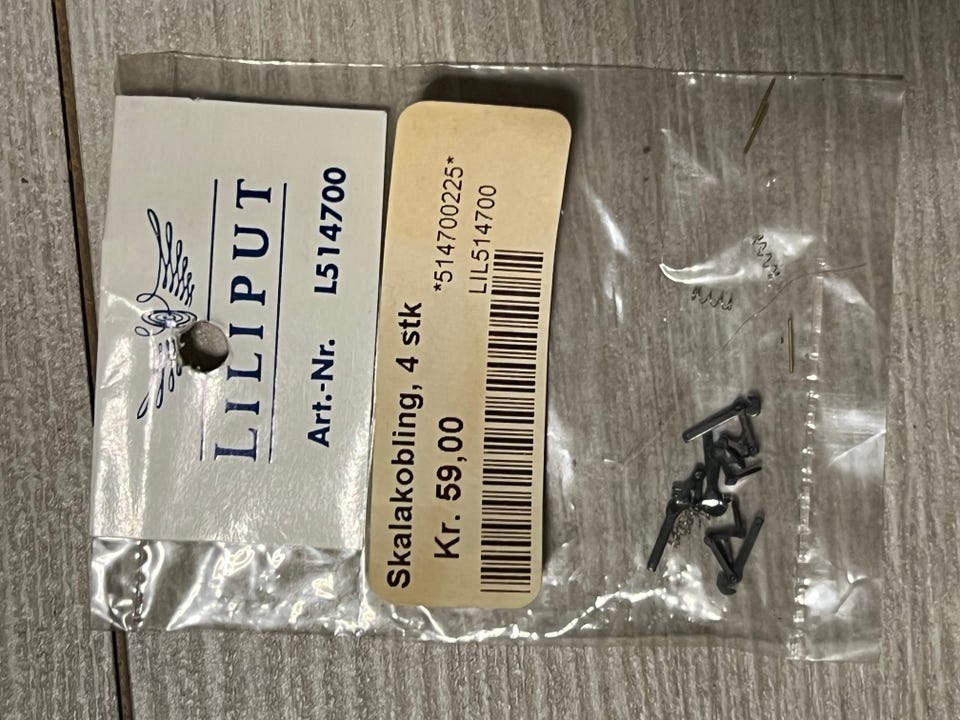 LILIPUT
Art.-Nr. L514700
Skalakobling, 4 stk
Kr. 59,00
*514700225*
LIL514700